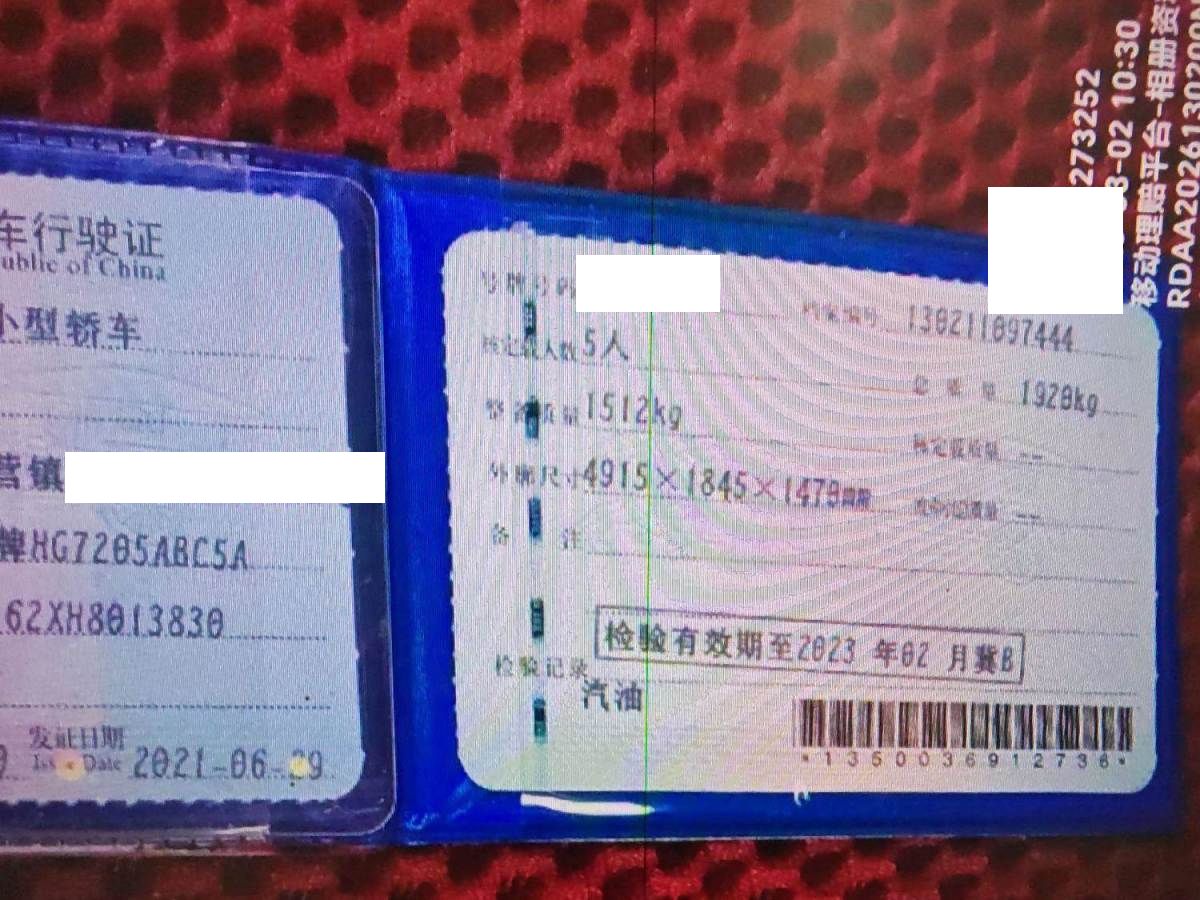 车行驶证
ublic of China
小型轿车
营镇
牌HG7205ABC5A
62XH8013830
发证日期
Issue Date 2021-06-29
号牌号码
档案编号 130211097444
核定载人数 5人
总质量 1920kg
整备质量 1512kg
核定载质量 --
外廓尺寸 4915×1845×1479mm
准牵引总质量 --
备注
检验有效期至2023 年02 月冀B
检验记录
汽油
*1350036912736*
273252
-02 10:30
移动理赔平台-相册资
RDAA2026130200